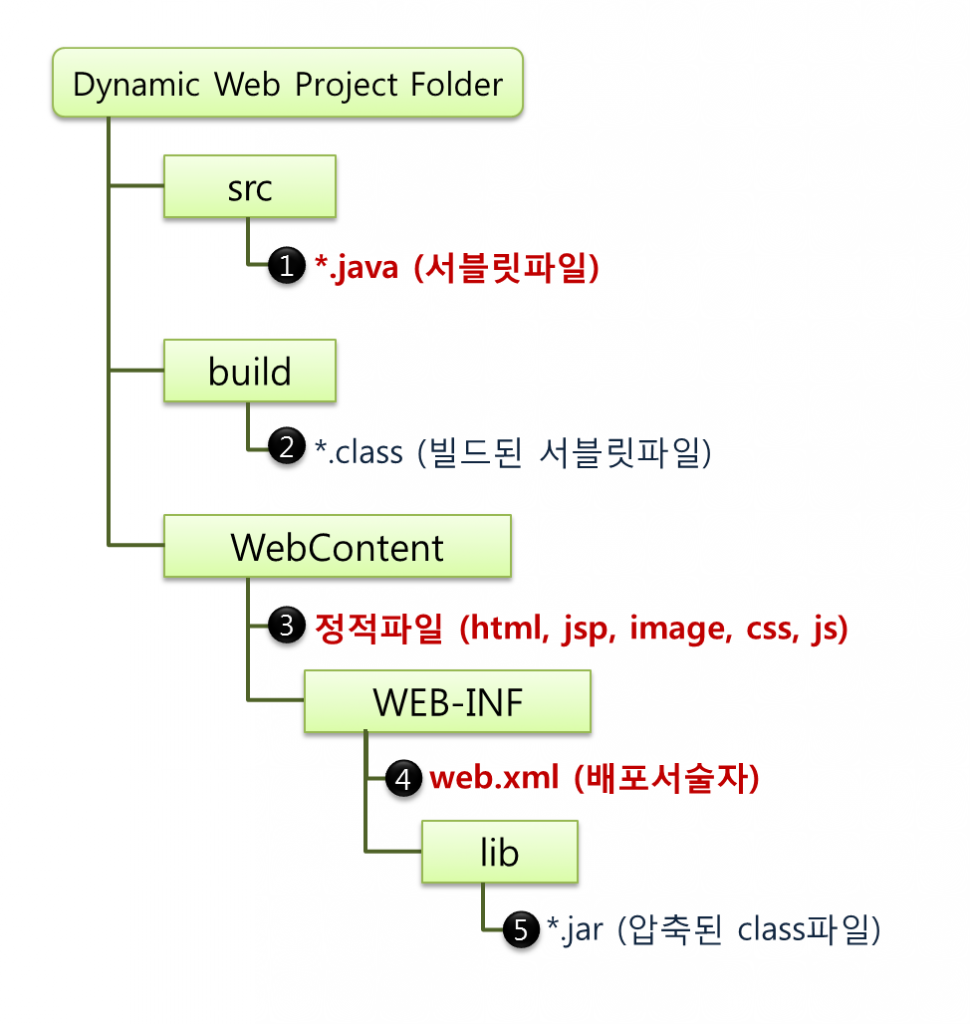 Dynamic Web Project Folder
src
1 *.java (서블릿파일)
build
2 *.class (빌드된 서블릿파일)
WebContent
3 정적파일 (html, jsp, image, css, js)
WEB-INF
4 web.xml (배포서술자)
lib
5 *.jar (압축된 class파일)